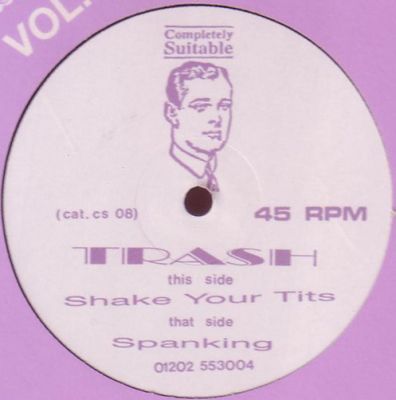 VOL.
Completely
Suitable
(cat. cs 08)
45 RPM
TRASH
this side
Shake Your Tits
that side
Spanking
01202 553004